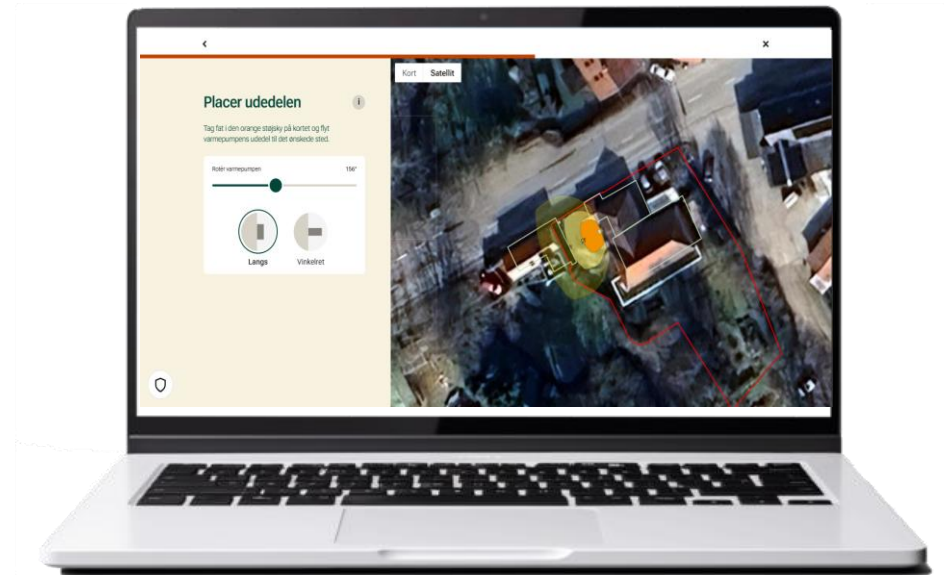 Kort Satellit
Placer udedelen
i
Tag fat i den orange støjsky på kortet og flyt
varmepumpens udedel til det ønskede sted.
Rotér varmepumpen 156°
Langs Vinkelret